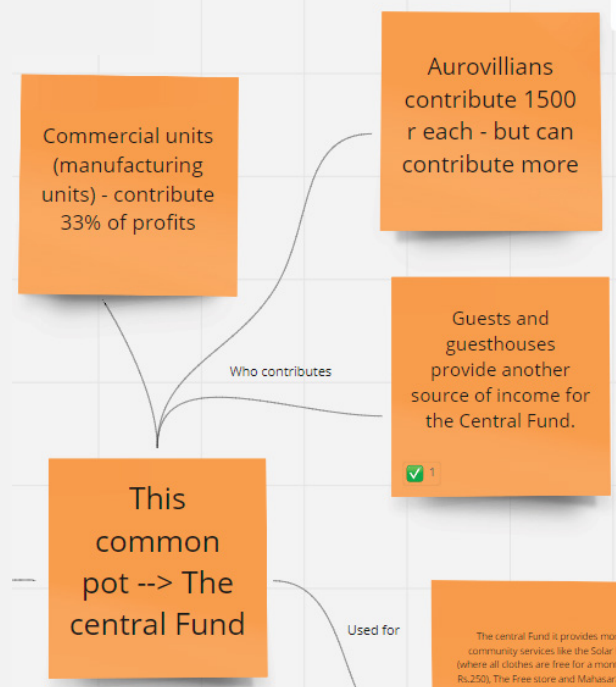 Commercial units
(manufacturing
units) - contribute
33% of profits
Aurovillians
contribute 1500
r each - but can
contribute more
Guests and
guesthouses
provide another
source of income for
the Central Fund.
1
Who contributes
This
common
pot --> The
central Fund
Used for
The central Fund it provides
community services like the Solar
(where all clothes are free for a
Rs.250), The Free store and